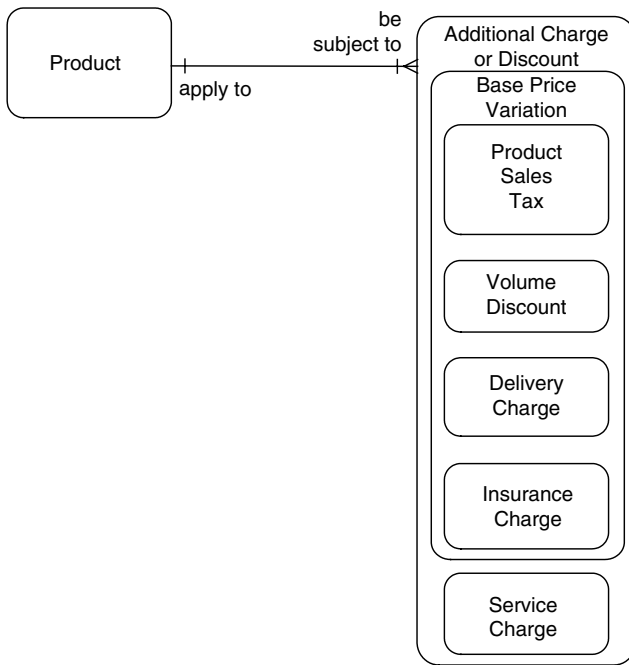 Product
apply to
be
subject to
Additional Charge
or Discount
Base Price
Variation
Product
Sales
Tax
Volume
Discount
Delivery
Charge
Insurance
Charge
Service
Charge